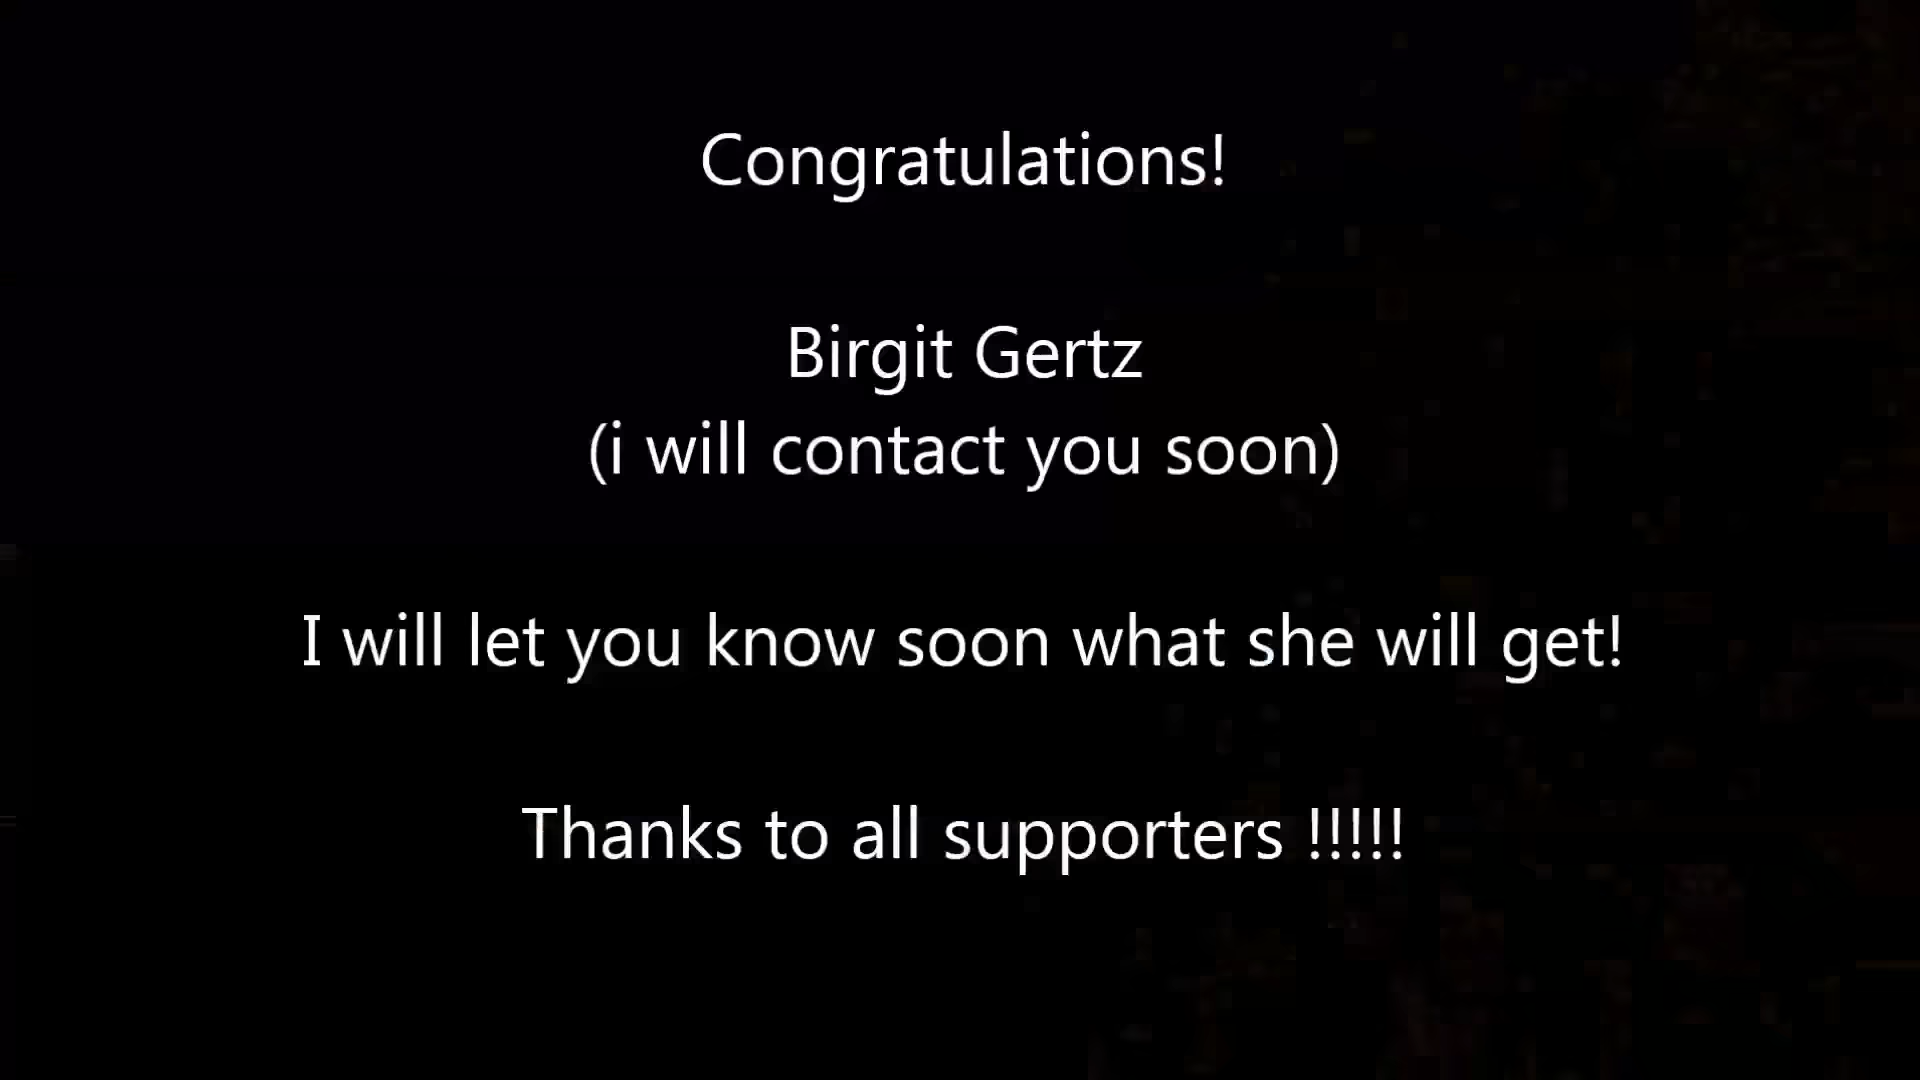 Congratulations!
Birgit Gertz
(i will contact you soon)
I will let you know soon what she will get!
Thanks to all supporters !!!!!